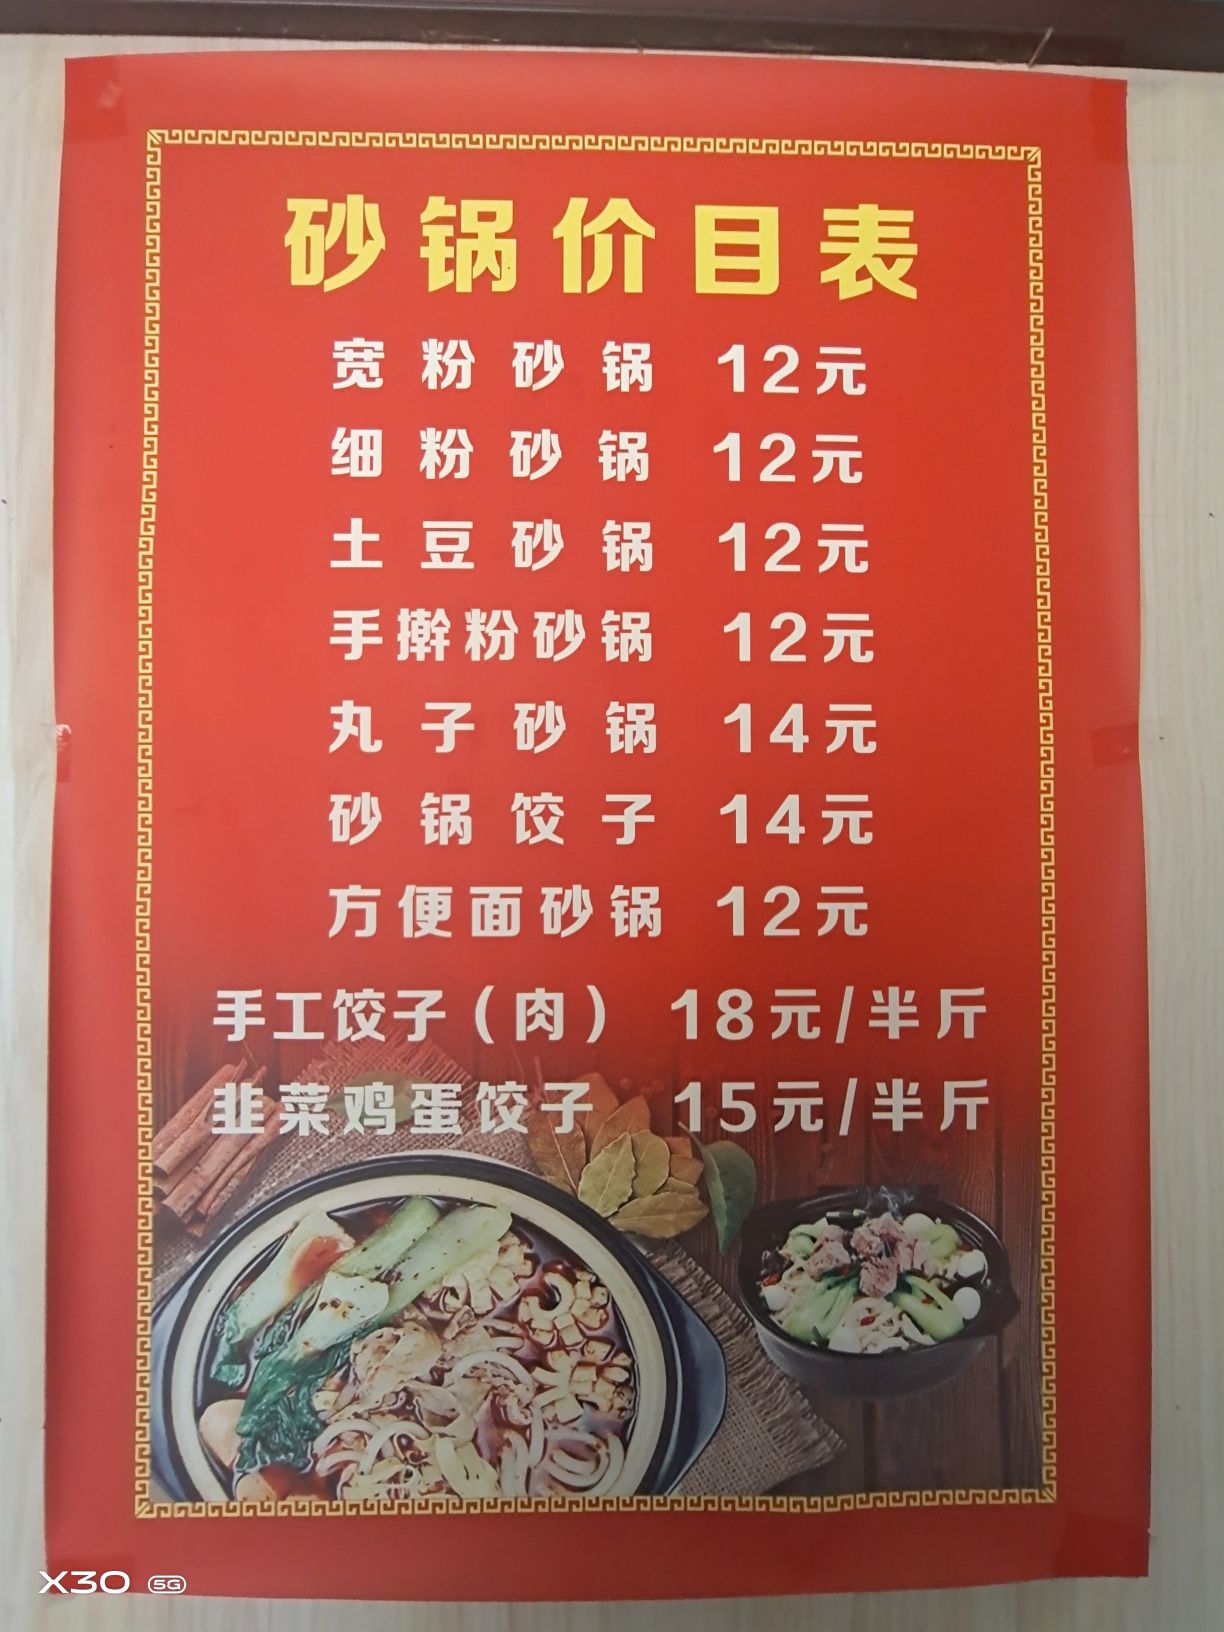 砂锅价目表
宽粉砂锅 12元
细粉砂锅 12元
土豆砂锅 12元
手擀粉砂锅 12元
丸子砂锅 14元
砂锅饺子 14元
方便面砂锅 12元
手工饺子（肉） 18元/半斤
韭菜鸡蛋饺子 15元/半斤
X30 5G